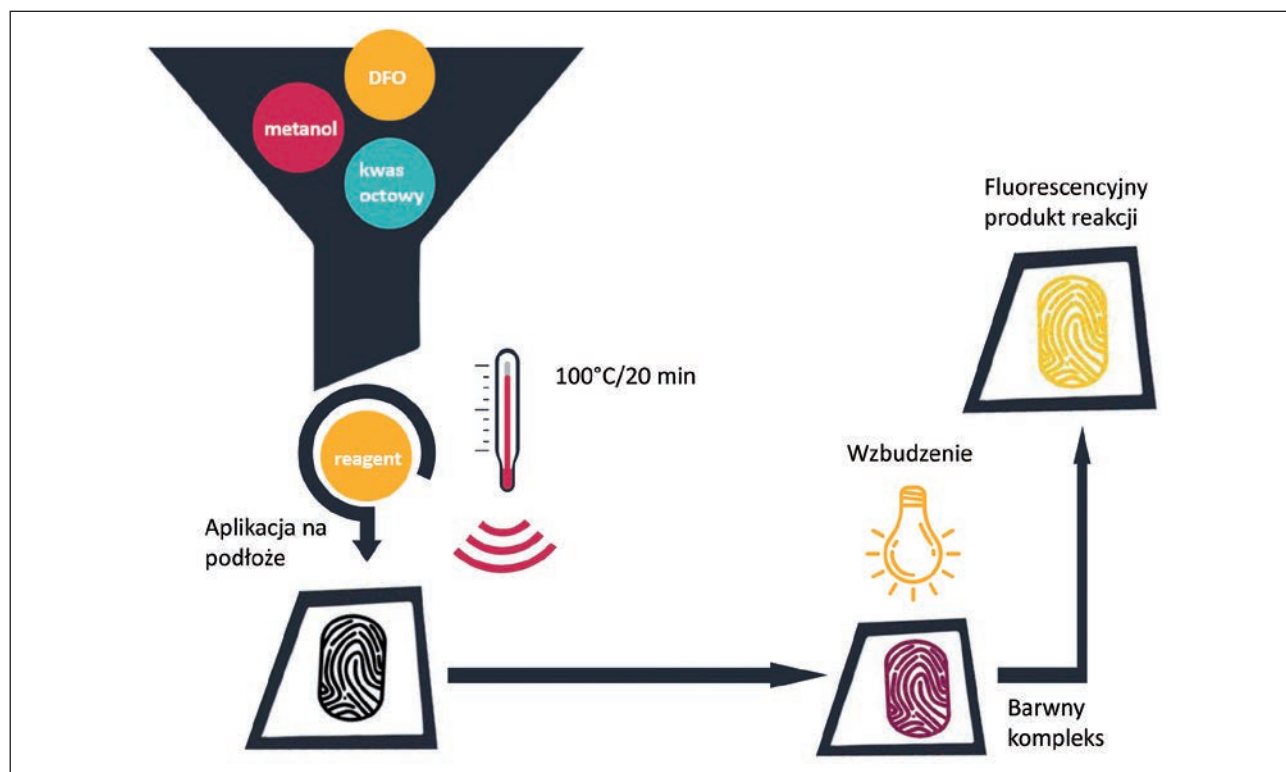 DFO
metanol
kwas
octowy
reagent
Aplikacja na
podłoże
100°C/20 min
Wzbudzenie
Barwny
kompleks
Fluorescencyjny
produkt reakcji